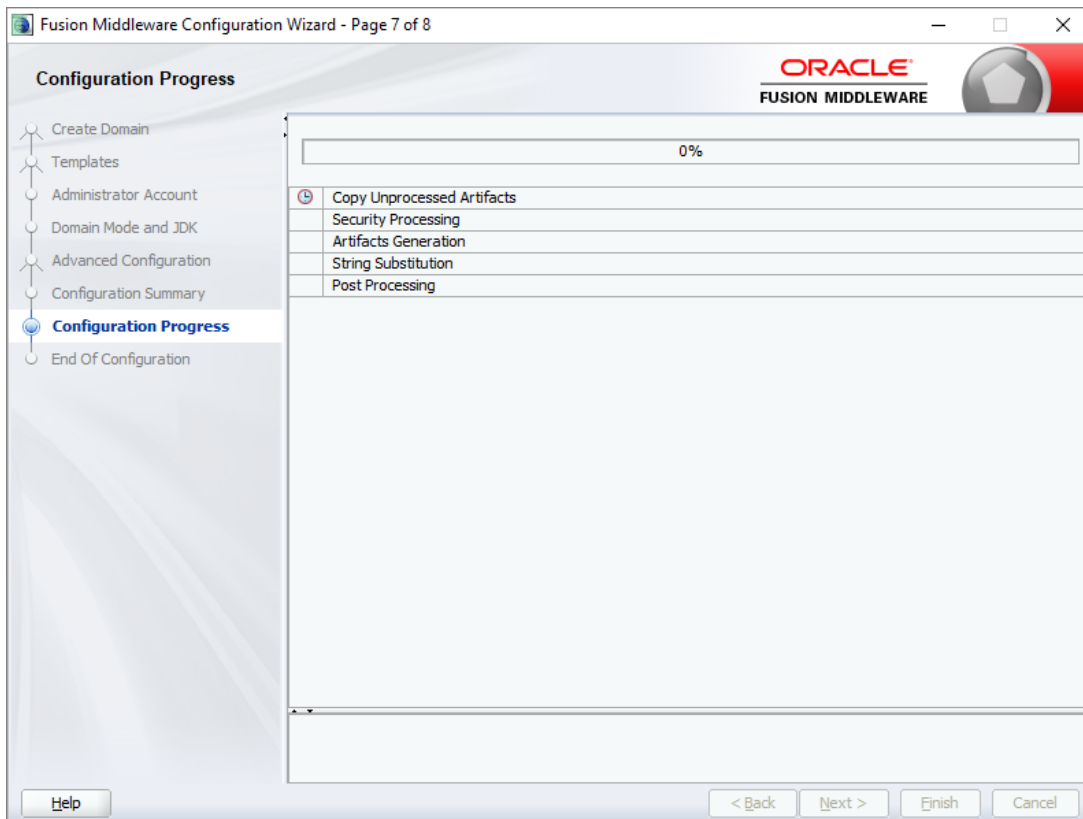 Fusion Middleware Configuration Wizard - Page 7 of 8
Configuration Progress
ORACLE
FUSION MIDDLEWARE
Create Domain
Templates
Administrator Account
Domain Mode and JDK
Advanced Configuration
Configuration Summary
Configuration Progress
End Of Configuration
0%
Copy Unprocessed Artifacts
Security Processing
Artifacts Generation
String Substitution
Post Processing
Help
< Back
Next >
Finish
Cancel